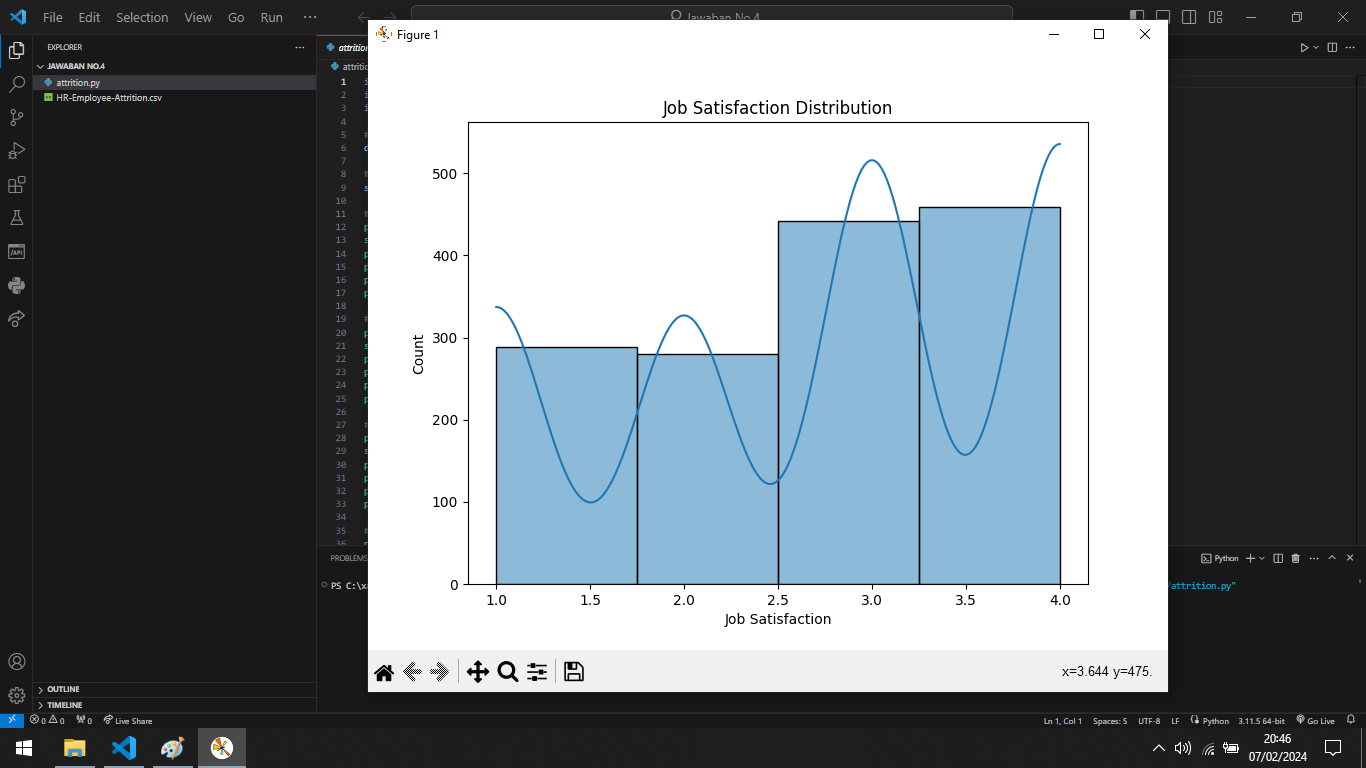 File Edit Selection View Go Run ···
Jawaban No.4
EXPLORER
JAWABAN NO.4
attrition.py
HR-Employee-Attrition.csv
OUTLINE
TIMELINE
1
2
3
4
5
6
7
8
9
10
11
12
13
14
15
16
17
18
19
20
21
22
23
24
25
26
27
28
29
30
31
32
33
34
35
36
Figure 1
Job Satisfaction Distribution
Count
500
400
300
200
100
0
1.0 1.5 2.0 2.5 3.0 3.5 4.0
Job Satisfaction
x=3.644 y=475.
PROBLEMS
Python
PS C:\x
/attrition.py"
0 0 0 Live Share
Ln 1, Col 1 Spaces: 5 UTF-8 LF Python 3.11.5 64-bit Go Live
20:46
07/02/2024